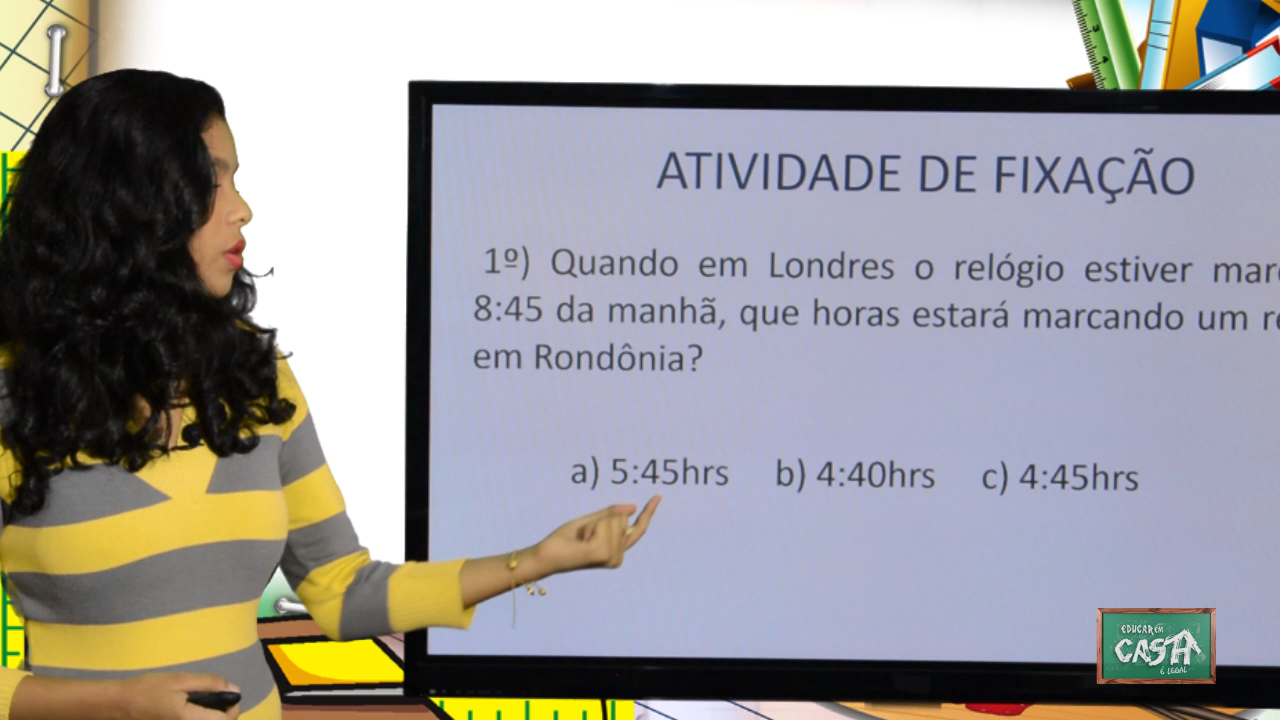 ATIVIDADE DE FIXAÇÃO
1º) Quando em Londres o relógio estiver
8:45 da manhã, que horas estará marcando um
em Rondônia?
a) 5:45hrs b) 4:40hrs c) 4:45hrs
EDUCAR EM
CASA
É LEGAL